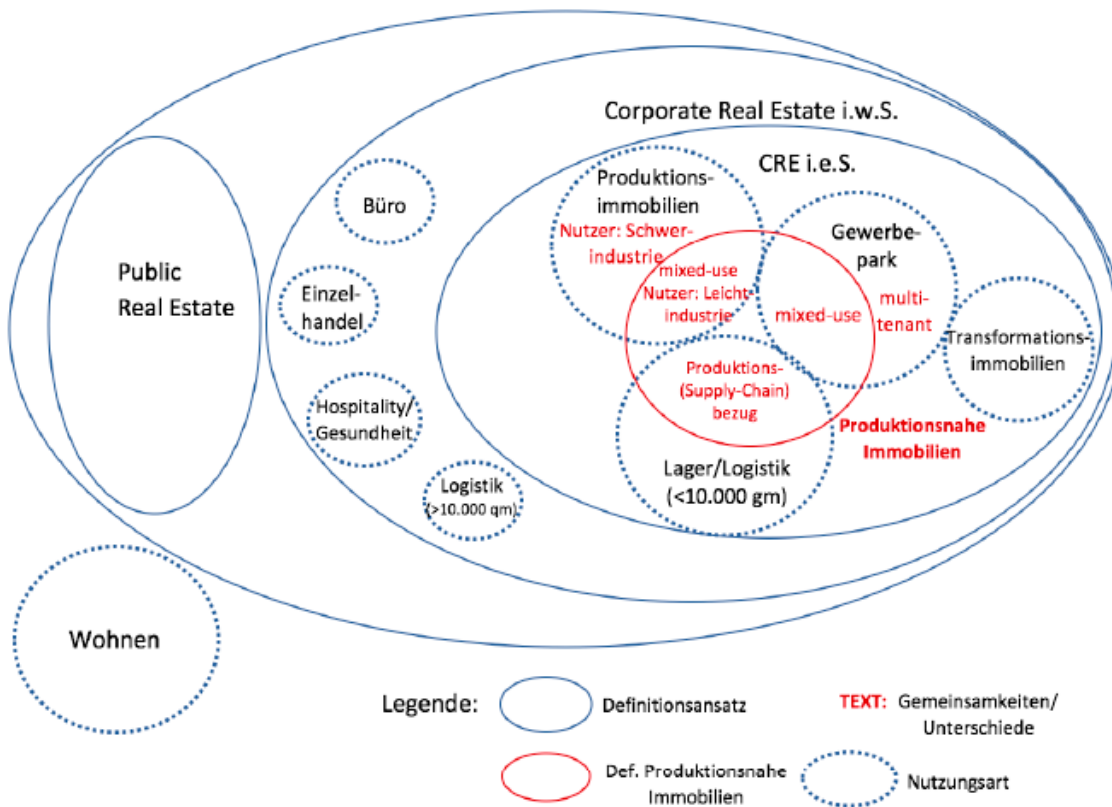 Corporate Real Estate i.w.S.
CRE i.e.S.
Public
Real Estate
Büro
Einzel-
handel
Hospitality/
Gesundheit
Logistik
(>10.000 qm)
Produktions-
immobilien
Nutzer: Schwer-
industrie
mixed-use
Nutzer: Leicht-
industrie
Gewerbe-
park
mixed-use
multi-
tenant
Transformations-
immobilien
Produktions-
(Supply-Chain)
bezug
Produktionsnahe
Immobilien
Lager/Logistik
(<10.000 gm)
Wohnen
Legende:
Definitionsansatz
TEXT: Gemeinsamkeiten/
Unterschiede
Def. Produktionsnahe
Immobilien
Nutzungsart